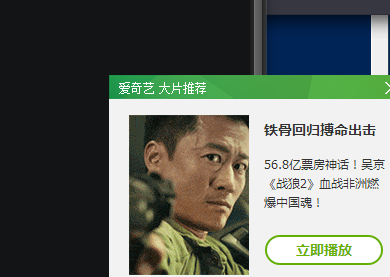 爱奇艺 大片推荐
铁骨回归搏命出击
56.8亿票房神话！吴京
《战狼2》血战非洲燃
爆中国魂！
立即播放